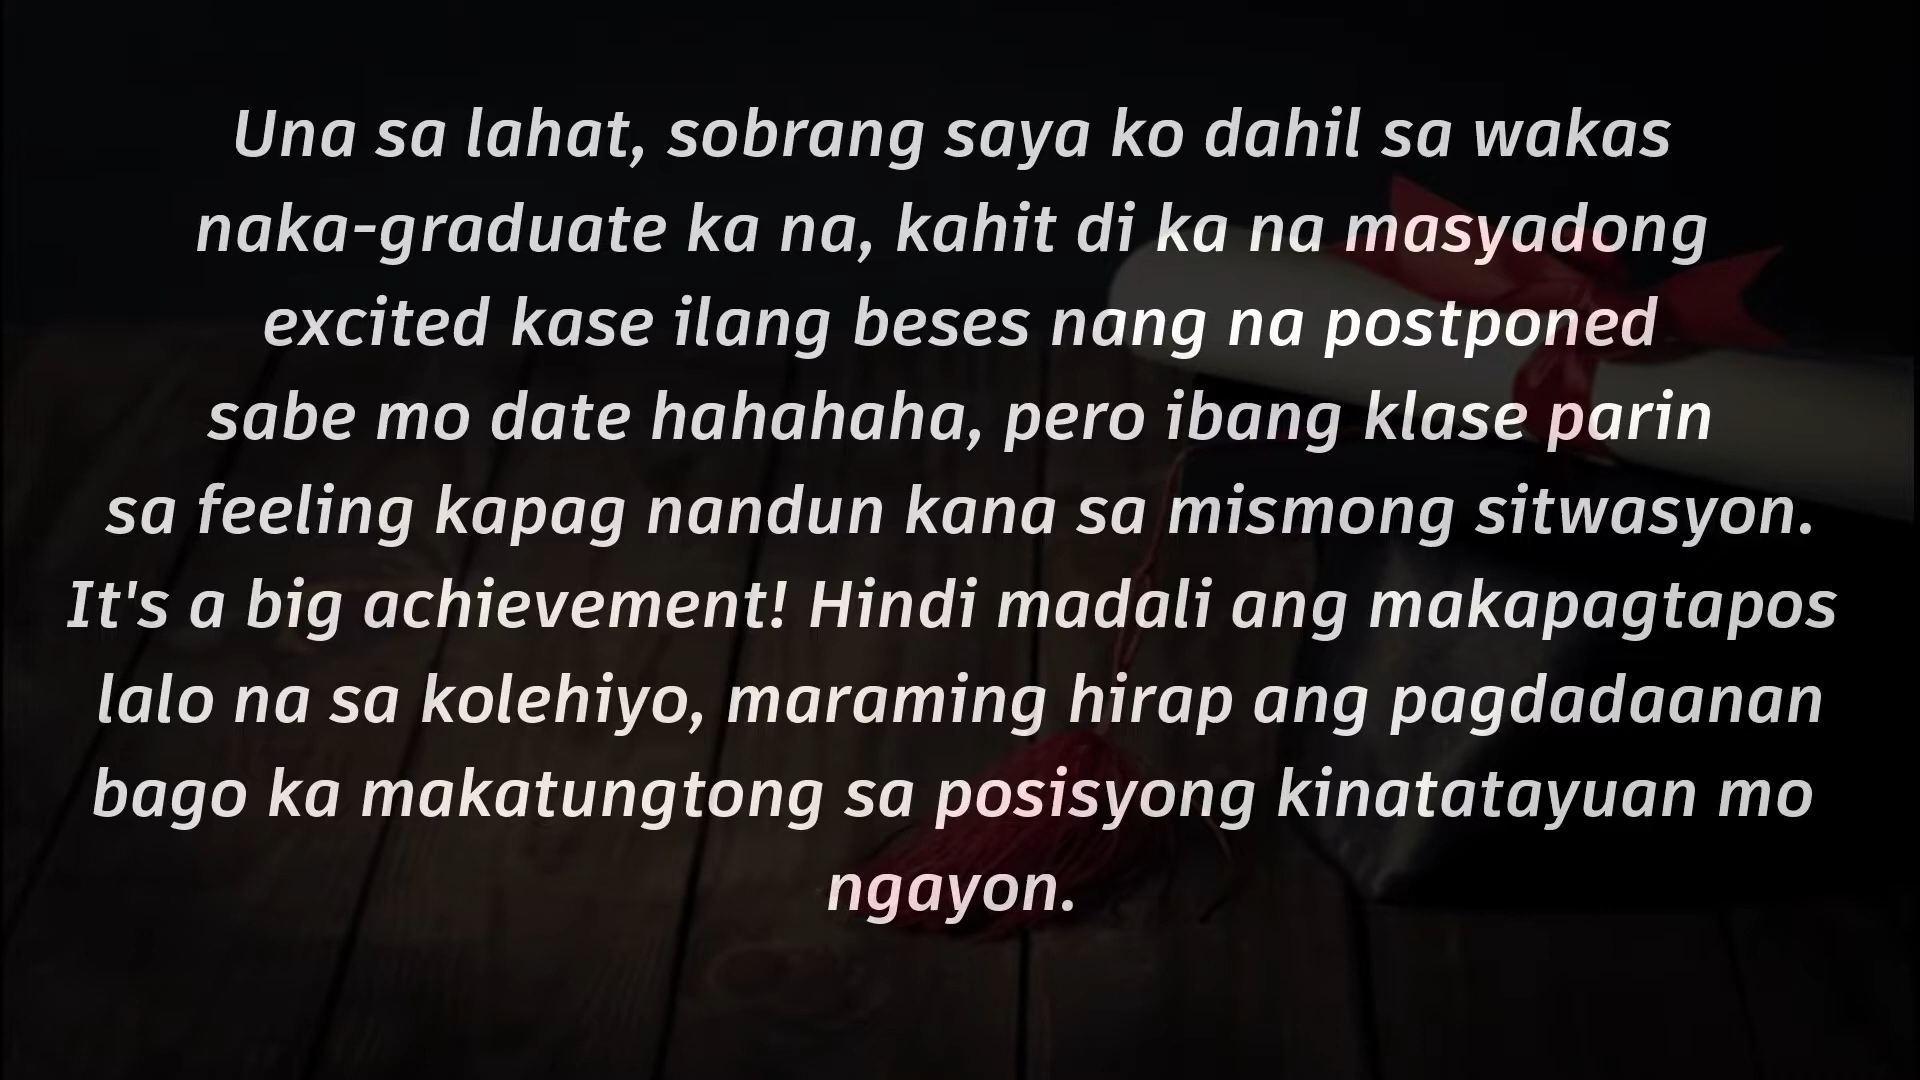 Una sa lahat, sobrang saya ko dahil sa wakas
naka-graduate ka na, kahit di ka na masyadong
excited kase ilang beses nang na postponed
sabe mo date hahahaha, pero ibang klase parin
sa feeling kapag nandun kana sa mismong sitwasyon.
It's a big achievement! Hindi madali ang makapagtapos
lalo na sa kolehiyo, maraming hirap ang pagdadaanan
bago ka makatungtong sa posisyong kinatatayuan mo
ngayon.